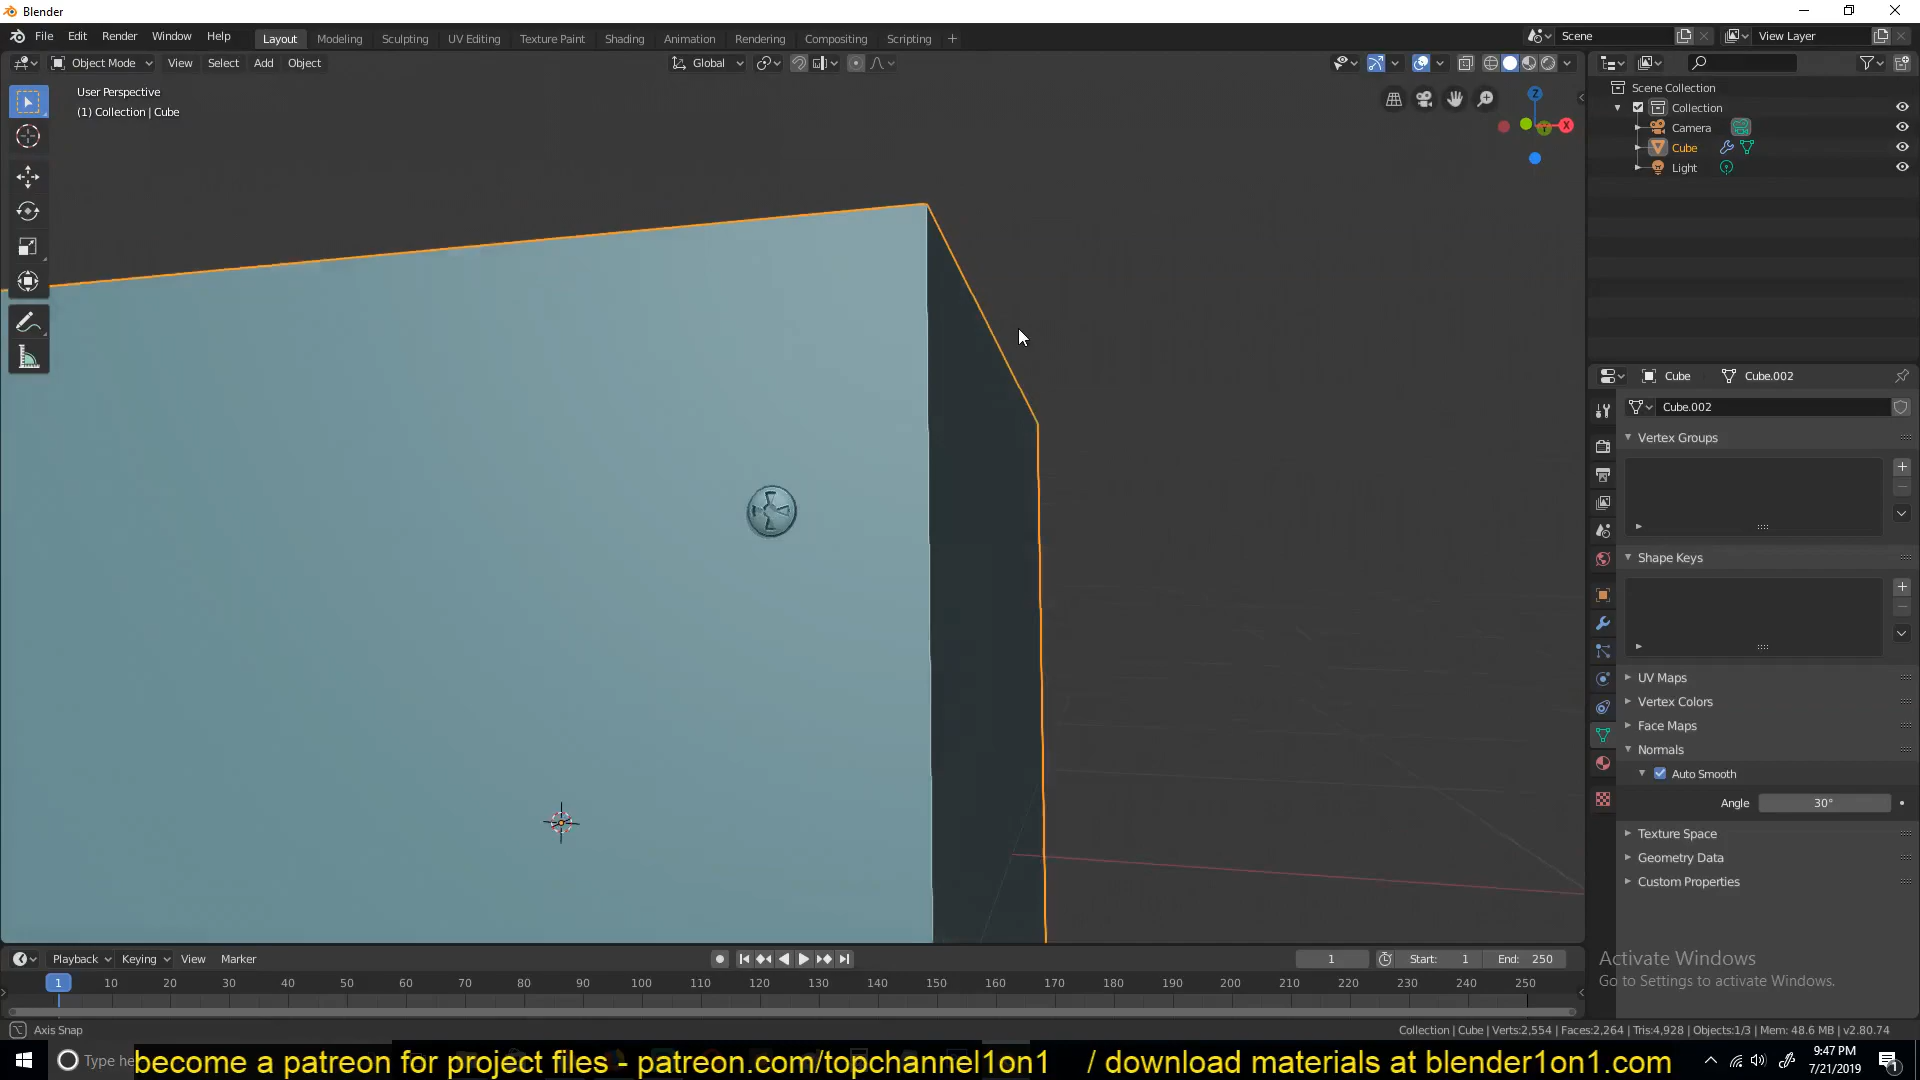 Blender
File Edit Render Window Help
Layout Modeling Sculpting UV Editing Texture Paint Shading Animation Rendering Compositing Scripting +
Scene
View Layer
Object Mode View Select Add Object
Global
User Perspective
(1) Collection | Cube
Z
X
Y
Scene Collection
Collection
Camera
Cube
Light
Cube Cube.002
Cube.002
Vertex Groups
Shape Keys
UV Maps
Vertex Colors
Face Maps
Normals
Auto Smooth
Angle 30°
Texture Space
Geometry Data
Custom Properties
Playback Keying View Marker
1 Start: 1 End: 250
1 10 20 30 40 50 60 70 80 90 100 110 120 130 140 150 160 170 180 190 200 210 220 230 240 250
Activate Windows
Go to Settings to activate Windows.
Axis Snap
Collection | Cube | Verts:2,554 | Faces:2,264 | Tris:4,928 | Objects:1/3 | Mem: 48.6 MB | v2.80.74
Type he
become a patreon for project files - patreon.com/topchannel1on1 / download materials at blender1on1.com
9:47 PM
7/21/2019
1